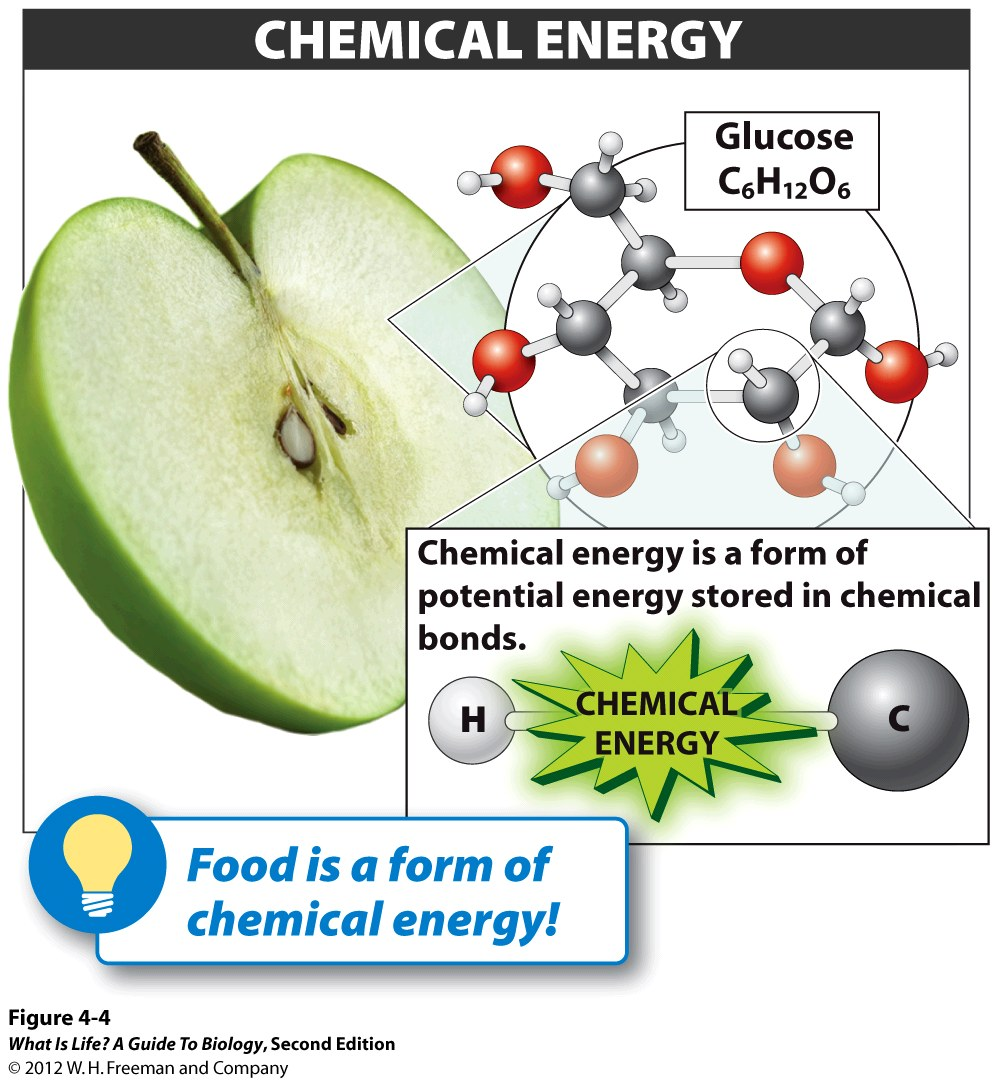 CHEMICAL ENERGY
Glucose
C₆H₁₂O₆
Chemical energy is a form of
potential energy stored in chemical
bonds.
H
CHEMICAL
ENERGY
C
Food is a form of
chemical energy!
Figure 4-4
What Is Life? A Guide To Biology, Second Edition
© 2012 W. H. Freeman and Company